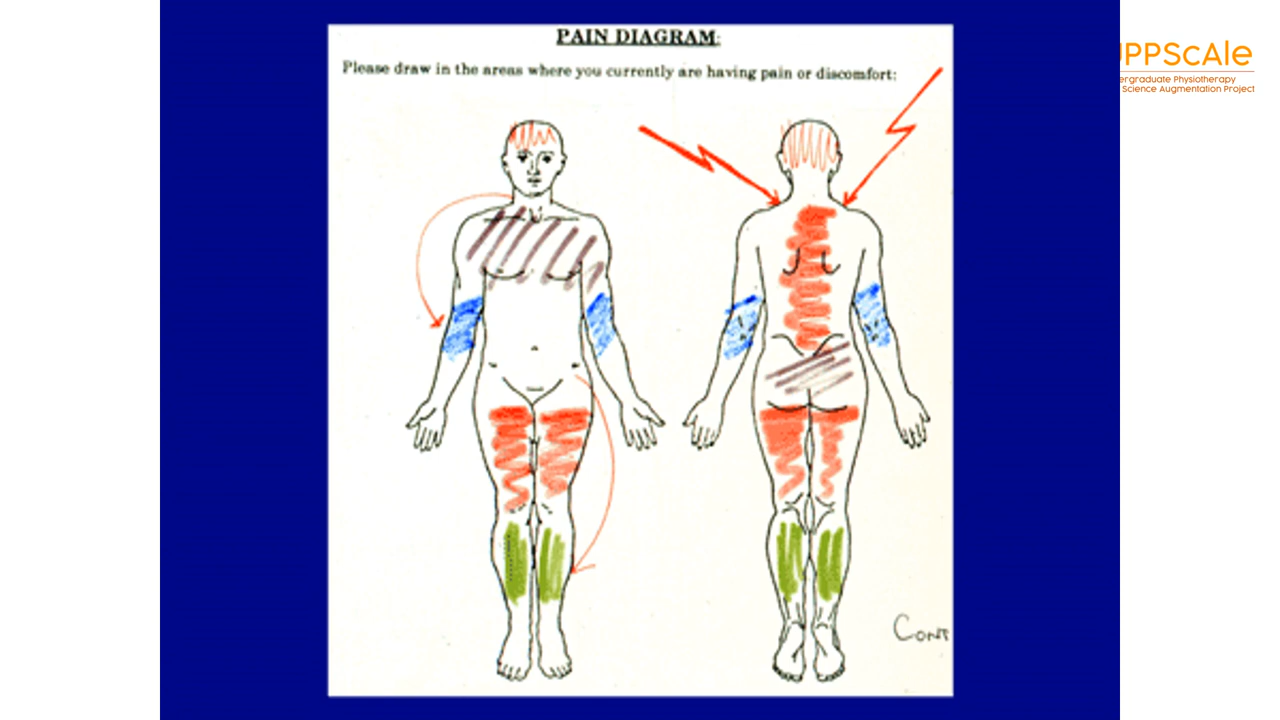 PAIN DIAGRAM:
Please draw in the areas where you currently are having pain or discomfort:
UPPScale
ergraduate Physiotherapy
Science Augmentation Project
Cont